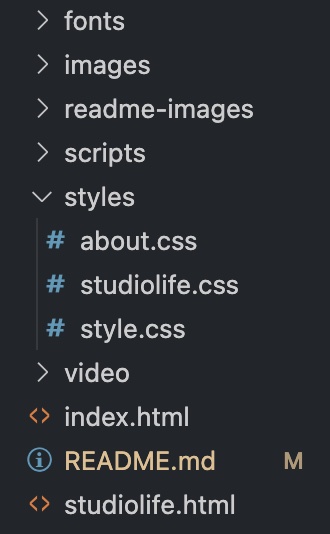 fonts
images
readme-images
scripts
styles
# about.css
# studiolife.css
# style.css
video
<> index.html
README.md M
<> studiolife.html